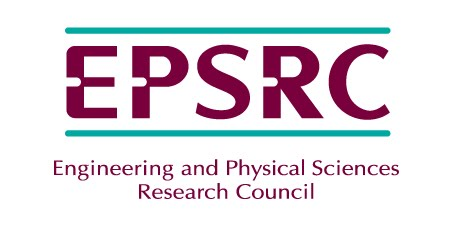 EPSRC
Engineering and Physical Sciences
Research Council